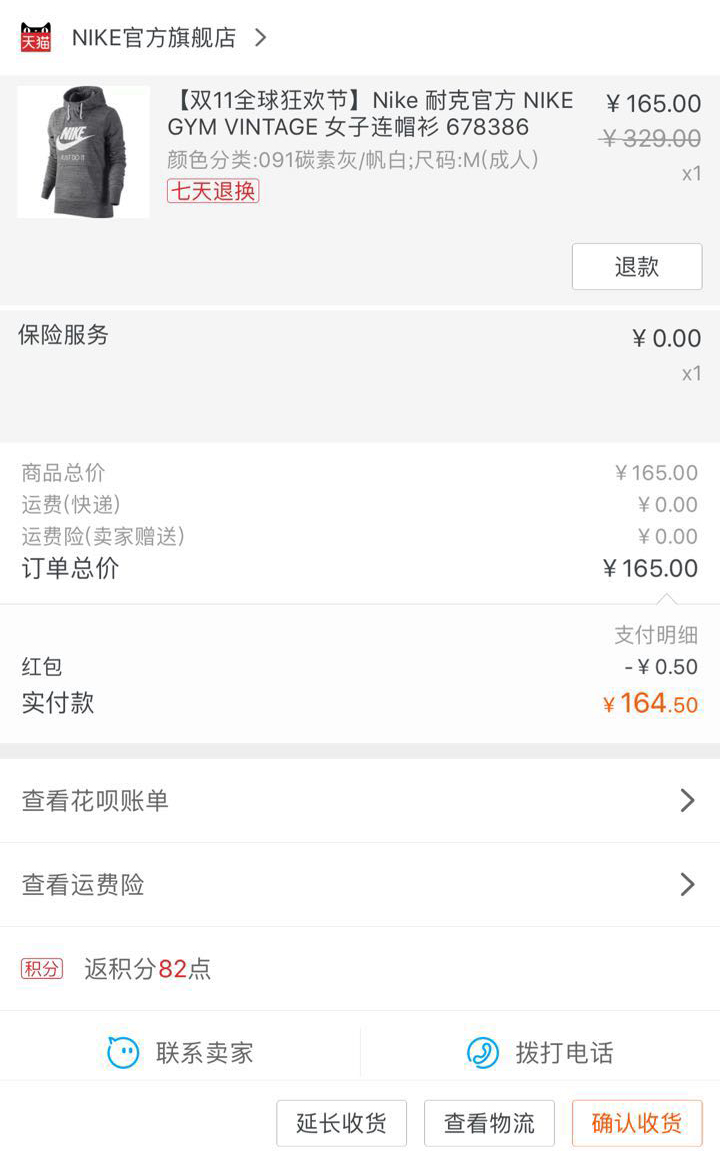 天猫 NIKE官方旗舰店
【双11全球狂欢节】Nike 耐克官方 NIKE ￥165.00
GYM VINTAGE 女子连帽衫 678386 ￥329.00
颜色分类:091碳素灰/帆白;尺码:M(成人) x1
七天退换
NIKE
JUST DO IT
退款
保险服务 ￥0.00
x1
商品总价 ￥165.00
运费(快递) ￥0.00
运费险(卖家赠送) ￥0.00
订单总价 ￥165.00
支付明细
红包 -￥0.50
实付款 ￥164.50
查看花呗账单
查看运费险
积分 返积分82点
联系卖家 拨打电话
延长收货 查看物流 确认收货